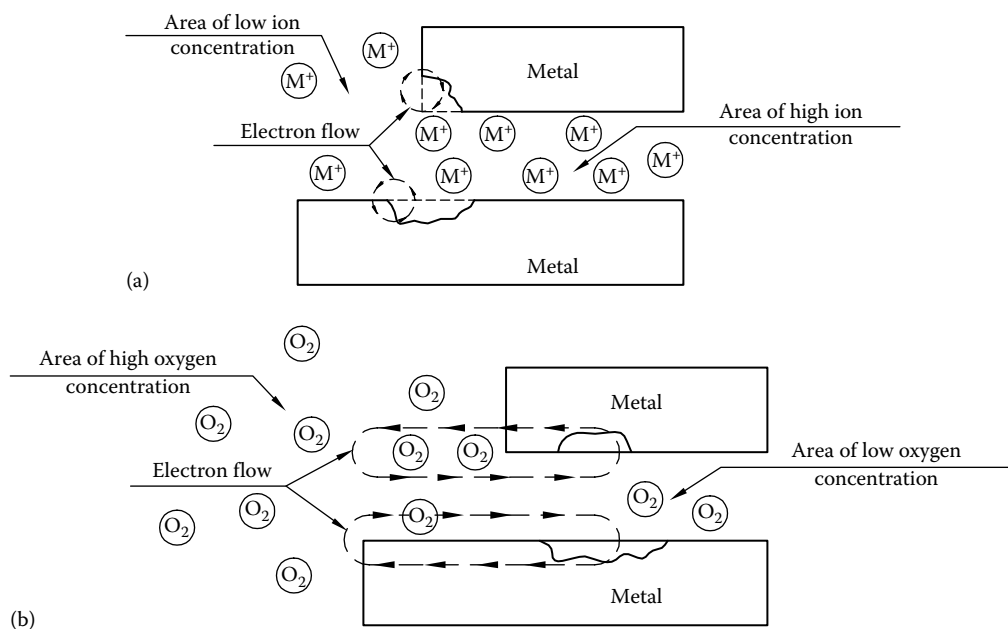 Area of low ion
concentration
M+
M+
Metal
Area of high ion
concentration
Electron flow
M+
M+
M+
M+
M+
M+
M+
M+
Metal
(a)
O2
Area of high oxygen
concentration
O2
Metal
O2
O2
O2
O2
Area of low oxygen
concentration
Electron flow
O2
O2
O2
O2
O2
O2
Metal
(b)